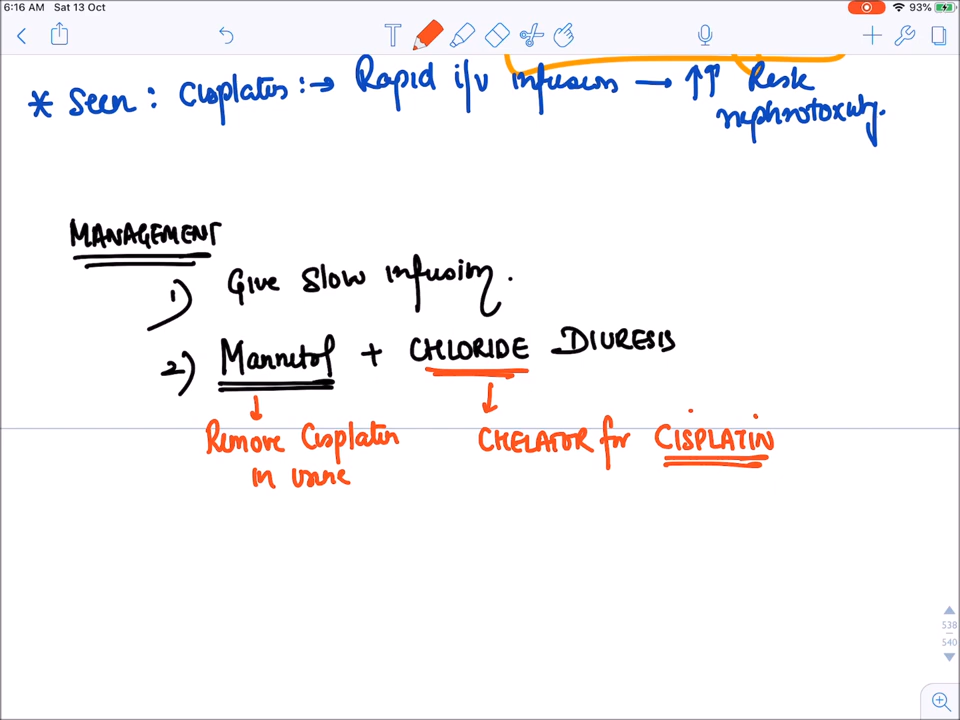 6:16 AM Sat 13 Oct
93%
T
* Seen: Cisplatin :→ Rapid i/v infusion → ↑↑ Risk
nephrotoxicity.
MANAGEMENT
1) Give Slow infusion.
2) Mannitol + CHLORIDE DIURESIS
↓ ↓
Remove Cisplatin CHELATOR for CISPLATIN
in urine
538
540